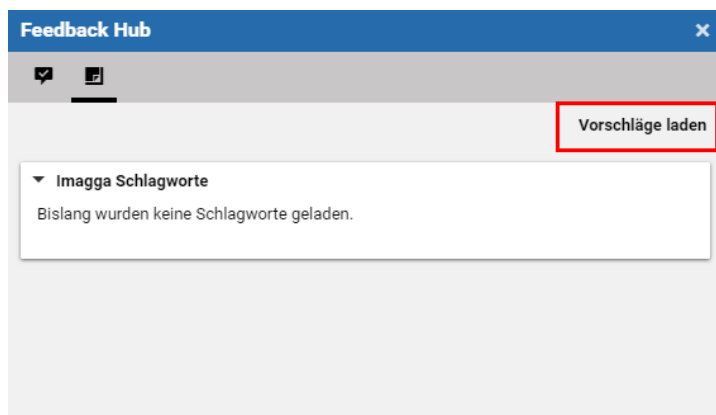 Feedback Hub
Vorschläge laden
Imagga Schlagworte
Bislang wurden keine Schlagworte geladen.